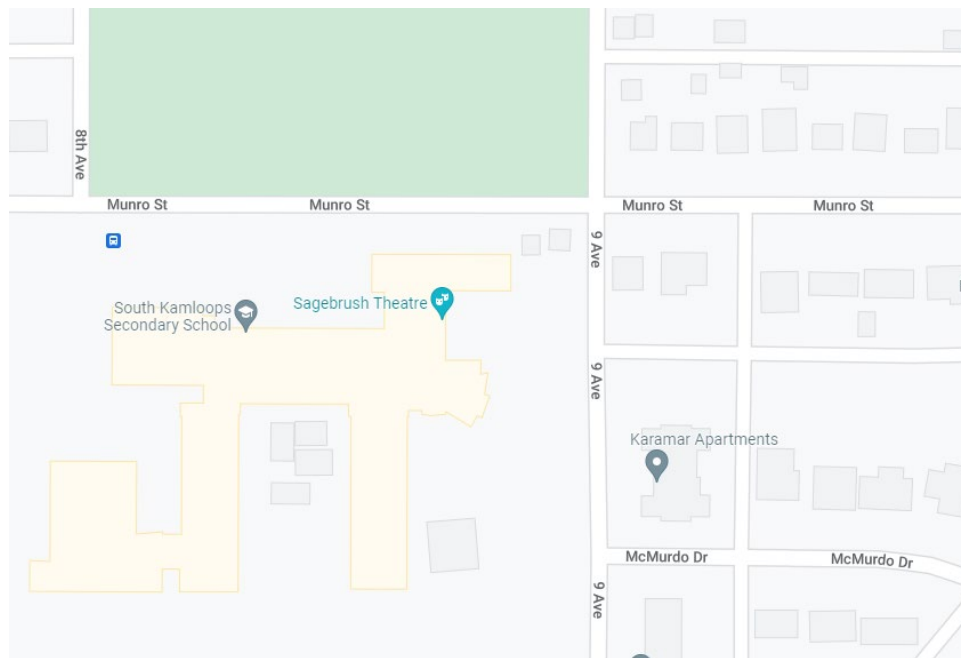 8th Ave
Munro St
Munro St
Munro St
Munro St
9 Ave
South Kamloops
Secondary School
Sagebrush Theatre
9 Ave
Karamar Apartments
McMurdo Dr
McMurdo Dr
9 Ave